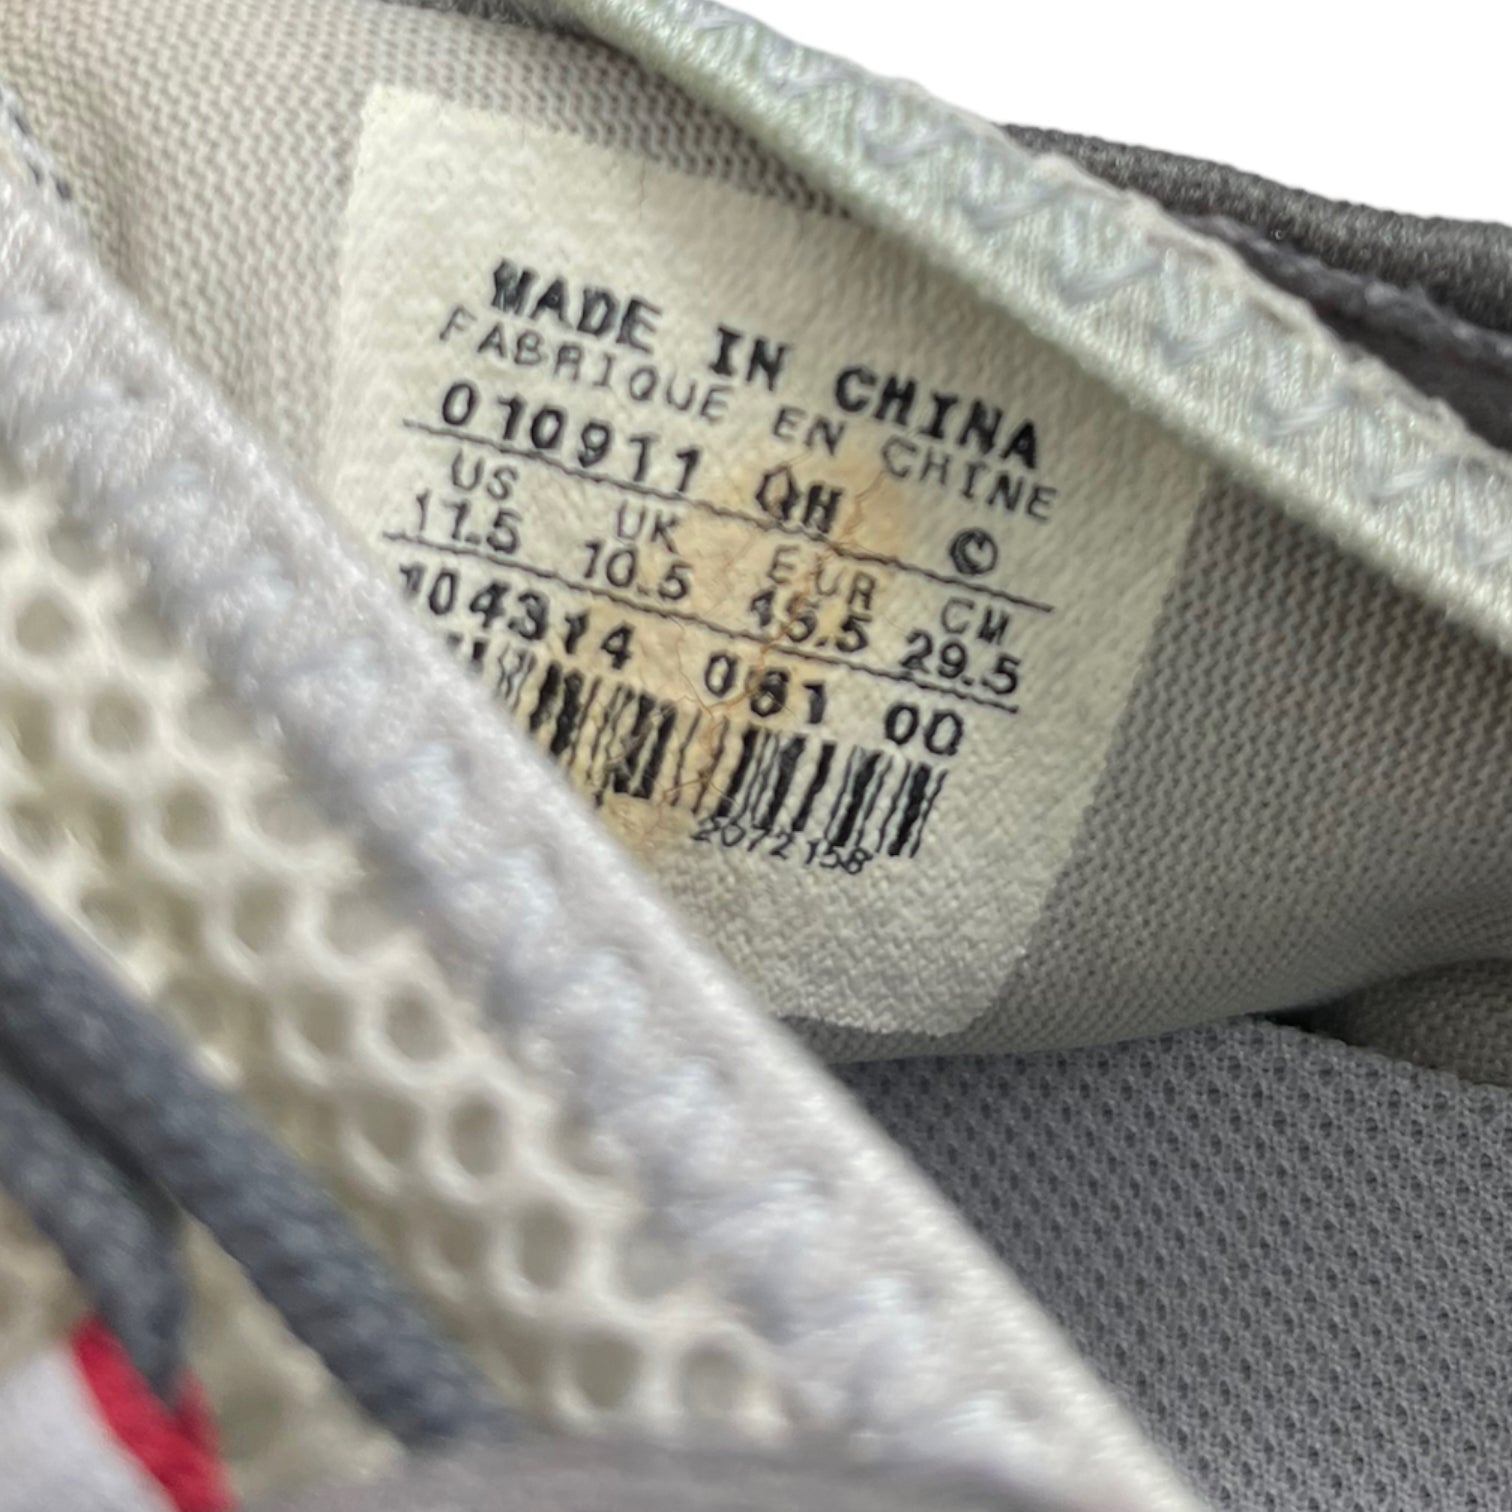 MADE IN CHINA
FABRIQUE EN CHINE
010911 QH ©
US UK EUR CM
11.5 10.5 45.5 29.5
104314 061 00
2072158